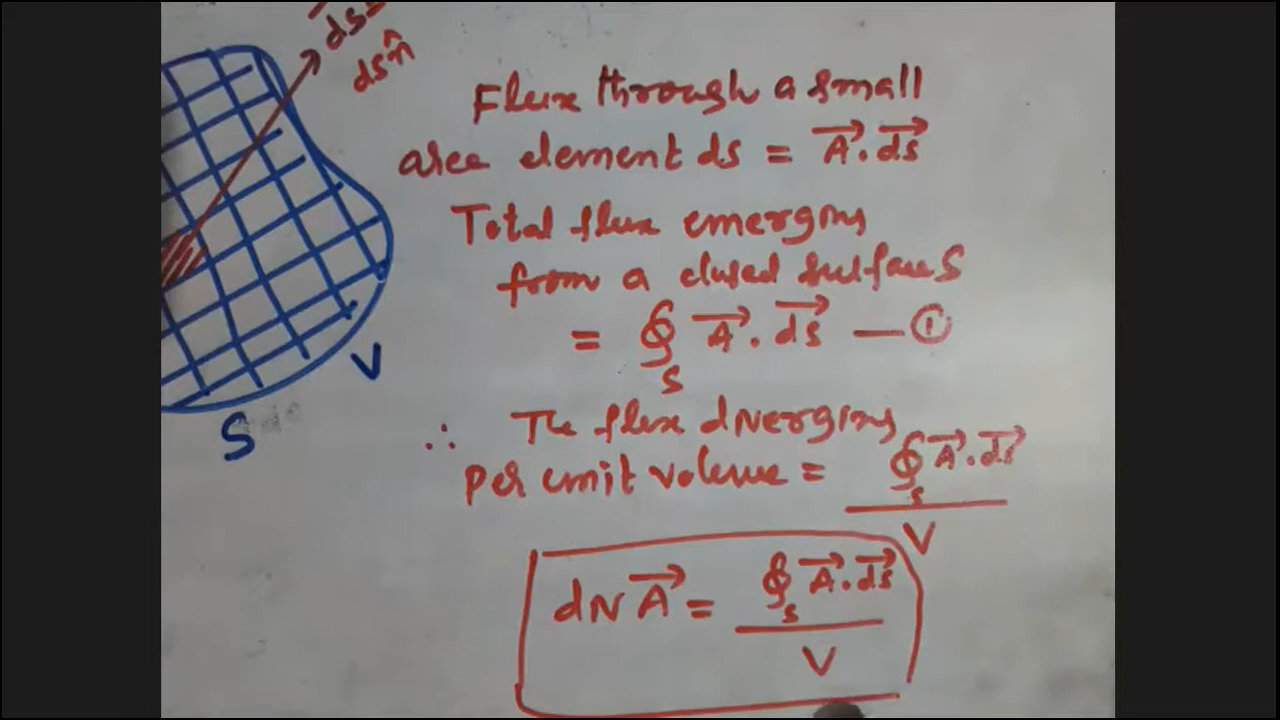 ds =
ds n̂
Flux through a small
area element ds = A⃗ . ds⃗
Total flux emerging
from a closed surface S
= ∮ₛ A⃗ . ds⃗ — ①
∴ The flux diverging
per unit volume = ∮ₛ A⃗ . ds⃗ / V
div A⃗ = ∮ₛ A⃗ . ds⃗ / V
V
S